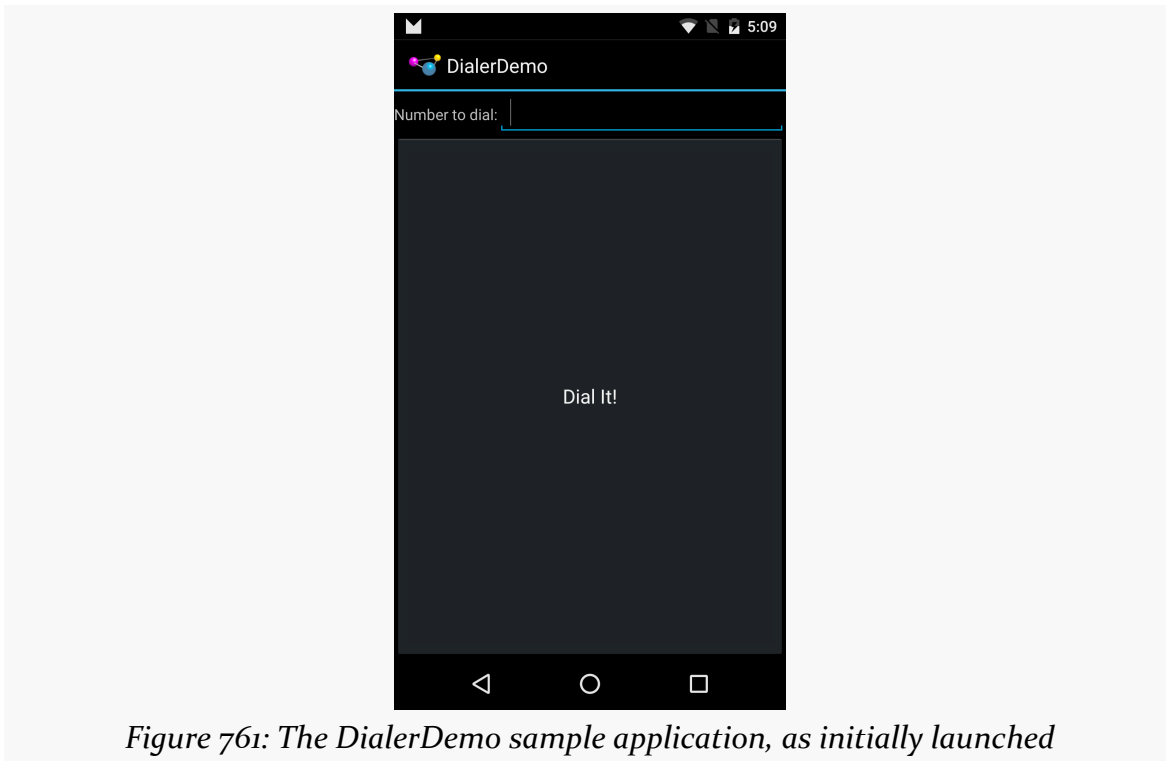 5:09
DialerDemo
Number to dial:
Dial It!
Figure 761: The DialerDemo sample application, as initially launched